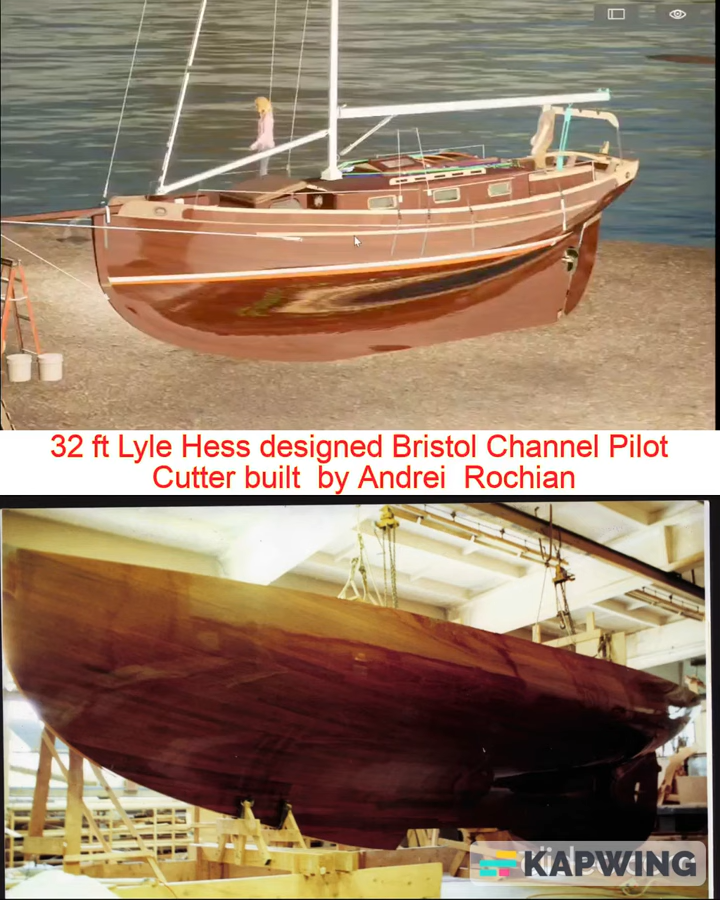 32 ft Lyle Hess designed Bristol Channel Pilot
Cutter built  by Andrei  Rochian
KAPWING